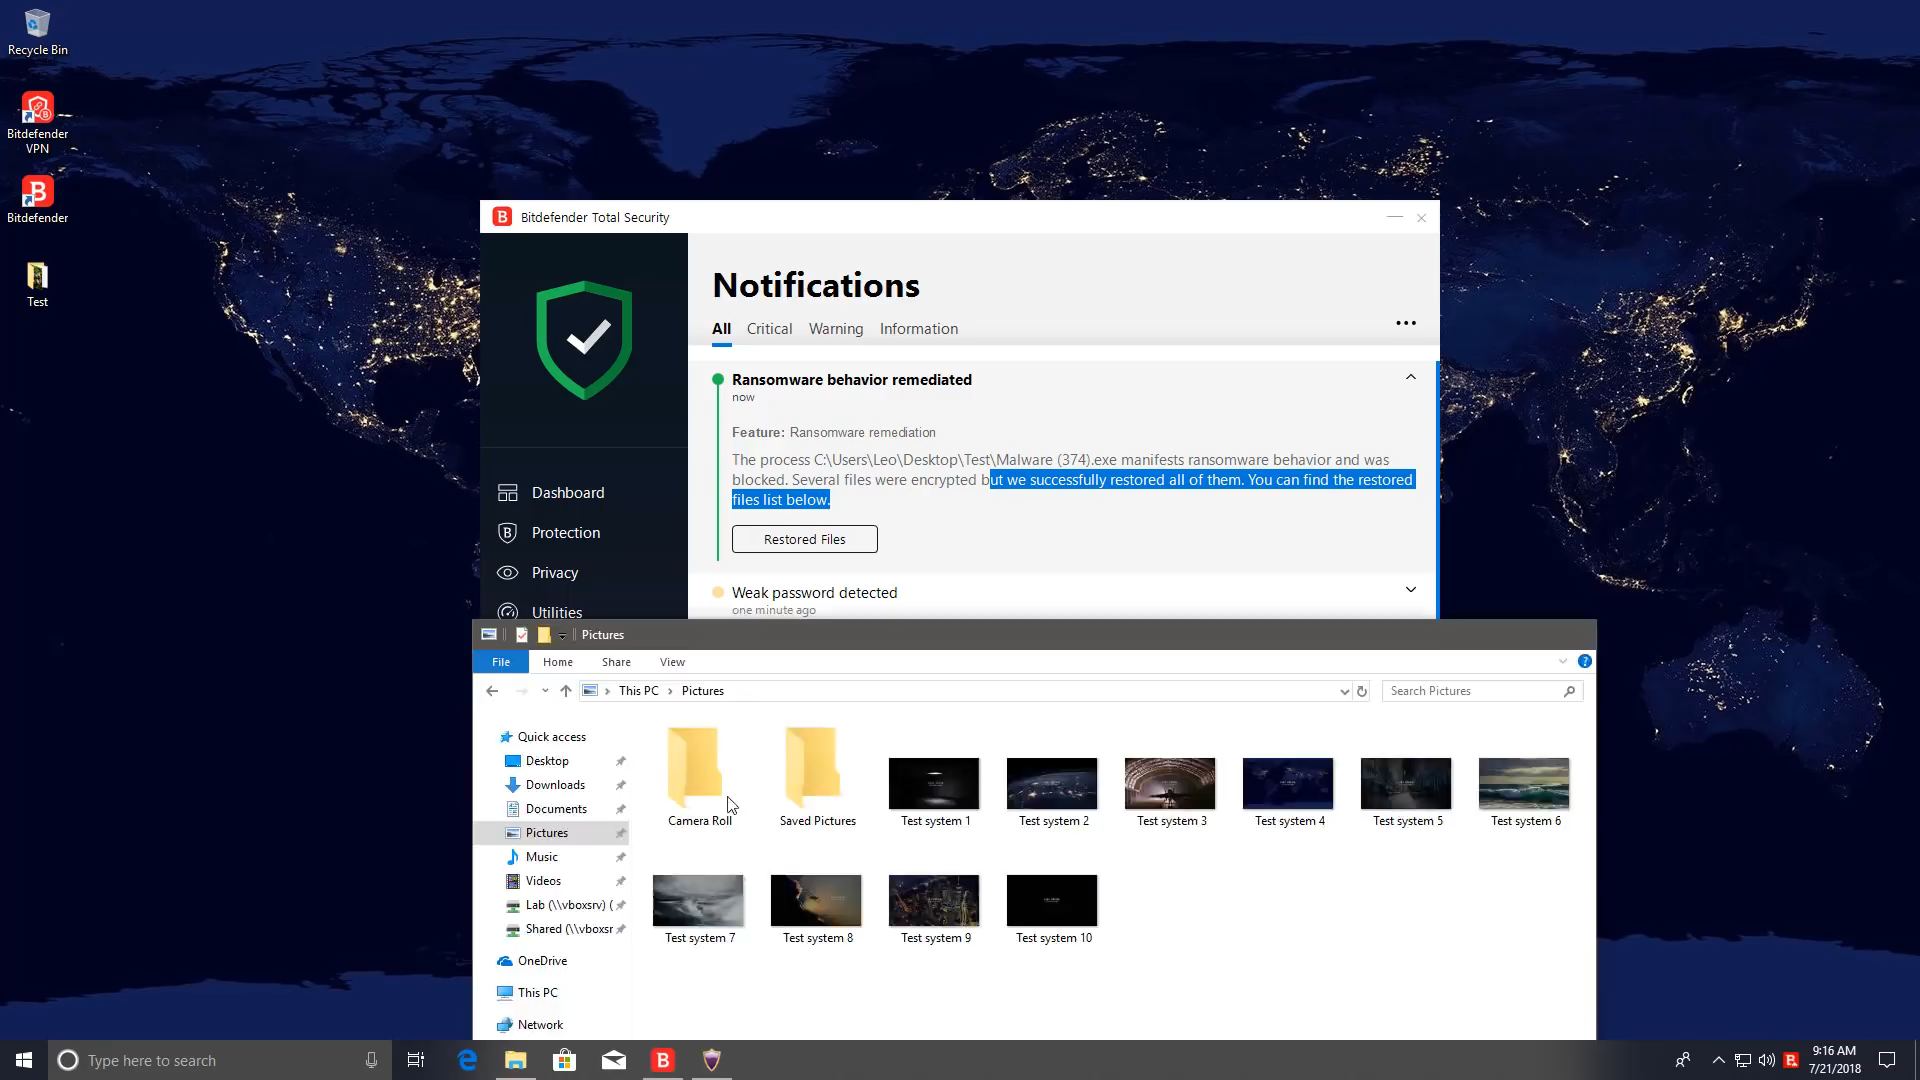 Recycle Bin
Bitdefender
VPN
Bitdefender
Test
Bitdefender Total Security
Notifications
All Critical Warning Information
Ransomware behavior remediated
now
Feature: Ransomware remediation
The process C:\Users\Leo\Desktop\Test\Malware (374).exe manifests ransomware behavior and was
blocked. Several files were encrypted but we successfully restored all of them. You can find the restored
files list below.
Restored Files
Weak password detected
one minute ago
Dashboard
Protection
Privacy
Utilities
Pictures
File Home Share View
This PC > Pictures
Search Pictures
Quick access
Desktop
Downloads
Documents
Pictures
Music
Videos
Lab (\\vboxsrv) (
Shared (\\vboxsr
OneDrive
This PC
Network
Camera Roll
Saved Pictures
Test system 1
Test system 2
Test system 3
Test system 4
Test system 5
Test system 6
Test system 7
Test system 8
Test system 9
Test system 10
Type here to search
9:16 AM
7/21/2018